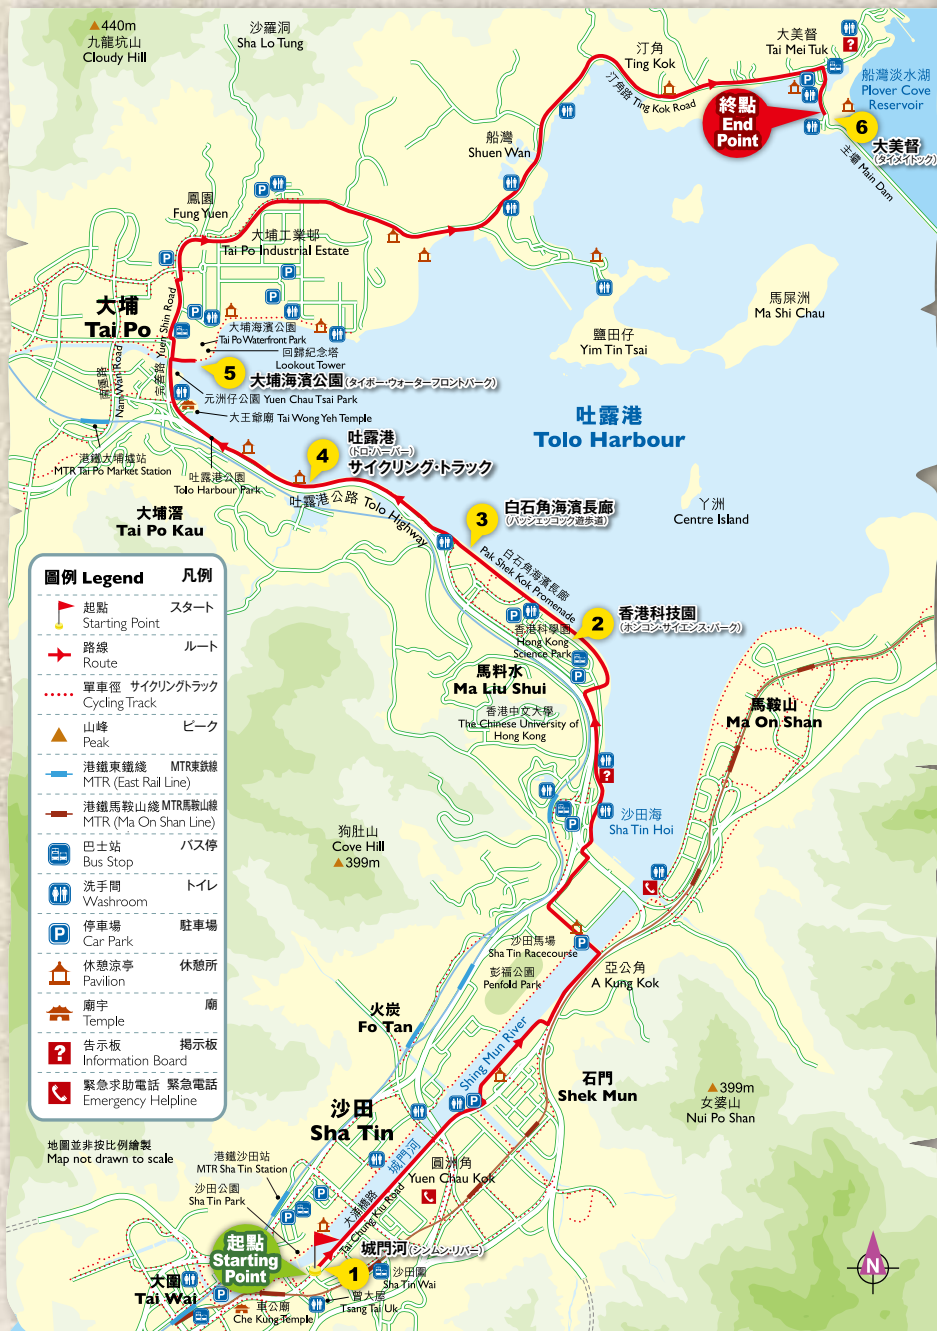 440m
九龍坑山
Cloudy Hill
沙羅洞
Sha Lo Tung
汀角
Ting Kok
汀角路 Ting Kok Road
大美督
Tai Mei Tuk
船灣淡水湖
Plover Cove
Reservoir
終點
End
Point
6
大美督
(タイメイトック)
主壩 Main Dam
船灣
Shuen Wan
鳳園
Fung Yuen
大埔工業邨
Tai Po Industrial Estate
大埔
Tai Po
完善路 Yuen Shin Road
南運路
Nam Wan Road
大埔海濱公園
Tai Po Waterfront Park
回歸紀念塔
Lookout Tower
5
大埔海濱公園(タイポー・ウォーターフロントパーク)
元洲仔公園 Yuen Chau Tsai Park
大王爺廟 Tai Wong Yeh Temple
鹽田仔
Yim Tin Tsai
馬屎洲
Ma Shi Chau
吐露港
Tolo Harbour
港鐵大埔墟站
MTR Tai Po Market Station
吐露港公園
Tolo Harbour Park
4
吐露港
(トロ・ハーバー)
サイクリング・トラック
吐露港公路 Tolo Highway
大埔滘
Tai Po Kau
3
白石角海濱長廊
(パッシェッコック遊歩道)
白石角海濱長廊
Pak Shek Kok Promenade
丫洲
Centre Island
2
香港科技園
(ホンコン・サイエンス・パーク)
香港科學園
Hong Kong
Science Park
馬料水
Ma Liu Shui
香港中文大學
The Chinese University of
Hong Kong
馬鞍山
Ma On Shan
沙田海
Sha Tin Hoi
狗肚山
Cove Hill
399m
圖例 Legend 凡例
起點 スタート
Starting Point
路線 ルート
Route
單車徑 サイクリングトラック
Cycling Track
山峰 ピーク
Peak
港鐵東鐵綫 MTR東鉄線
MTR (East Rail Line)
港鐵馬鞍山綫 MTR馬鞍山線
MTR (Ma On Shan Line)
巴士站 バス停
Bus Stop
洗手間 トイレ
Washroom
P
停車場 駐車場
Car Park
休憩涼亭 休憩所
Pavilion
廟宇 廟
Temple
?
告示板 掲示板
Information Board
緊急求助電話 緊急電話
Emergency Helpline
地圖並非按比例繪製
Map not drawn to scale
沙田馬場
Sha Tin Racecourse
彭福公園
Penfold Park
亞公角
A Kung Kok
火炭
Fo Tan
Shing Mun River
城門河
石門
Shek Mun
399m
女婆山
Nui Po Shan
沙田
Sha Tin
港鐵沙田站
MTR Sha Tin Station
沙田公園
Sha Tin Park
圓洲角
Yuen Chau Kok
大涌橋路
Tai Chung Kiu Road
起點
Starting
Point
1
城門河(シンムン・リバー)
沙田圍
Sha Tin Wai
大圍
Tai Wai
車公廟
Che Kung Temple
曾大屋
Tsang Tai Uk
N